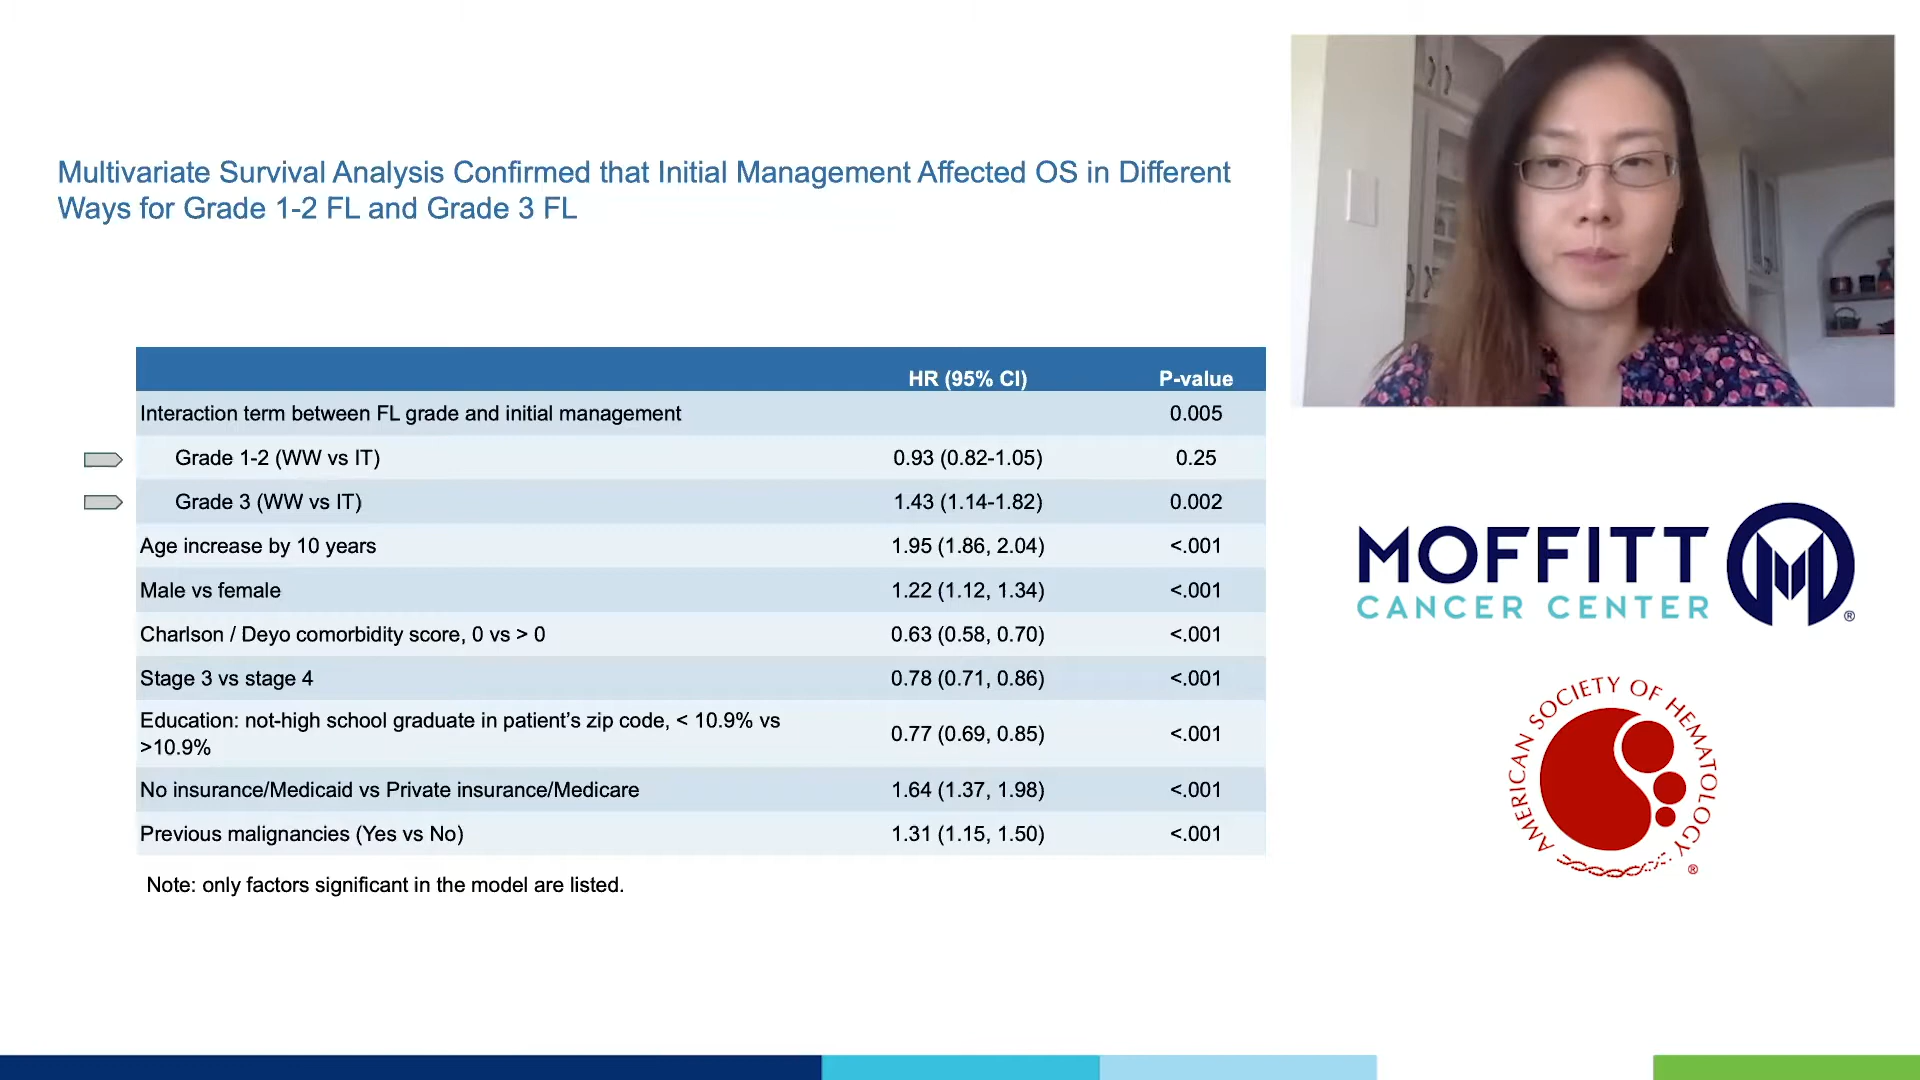 Multivariate Survival Analysis Confirmed that Initial Management Affected OS in Different
Ways for Grade 1-2 FL and Grade 3 FL
HR (95% CI) P-value
Interaction term between FL grade and initial management 0.005
Grade 1-2 (WW vs IT) 0.93 (0.82-1.05) 0.25
Grade 3 (WW vs IT) 1.43 (1.14-1.82) 0.002
Age increase by 10 years 1.95 (1.86, 2.04) <.001
Male vs female 1.22 (1.12, 1.34) <.001
Charlson / Deyo comorbidity score, 0 vs > 0 0.63 (0.58, 0.70) <.001
Stage 3 vs stage 4 0.78 (0.71, 0.86) <.001
Education: not-high school graduate in patient’s zip code, < 10.9% vs
>10.9% 0.77 (0.69, 0.85) <.001
No insurance/Medicaid vs Private insurance/Medicare 1.64 (1.37, 1.98) <.001
Previous malignancies (Yes vs No) 1.31 (1.15, 1.50) <.001
Note: only factors significant in the model are listed.
MOFFITT
CANCER CENTER ®
AMERICAN SOCIETY OF HEMATOLOGY ®